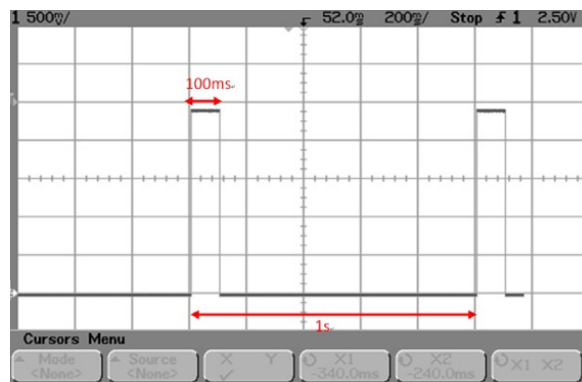 1 500㎷/ 52.0㎳ 200㎳/ Stop 1 2.50V
100ms
1s
Cursors Menu
Mode Source X Y X1 X2 X1 X2
<None> <None> -340.0ms -240.0ms